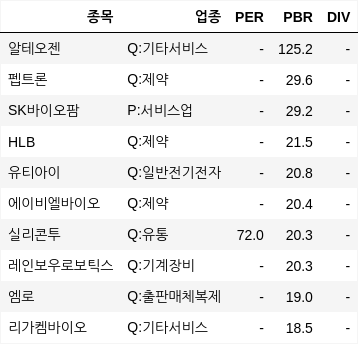 종목 업종 PER PBR DIV
알테오젠 Q:기타서비스 - 125.2 -
펩트론 Q:제약 - 29.6 -
SK바이오팜 P:서비스업 - 29.2 -
HLB Q:제약 - 21.5 -
유티아이 Q:일반전기전자 - 20.8 -
에이비엘바이오 Q:제약 - 20.4 -
실리콘투 Q:유통 72.0 20.3 -
레인보우로보틱스 Q:기계장비 - 20.3 -
엠로 Q:출판매체복제 - 19.0 -
리가켐바이오 Q:기타서비스 - 18.5 -